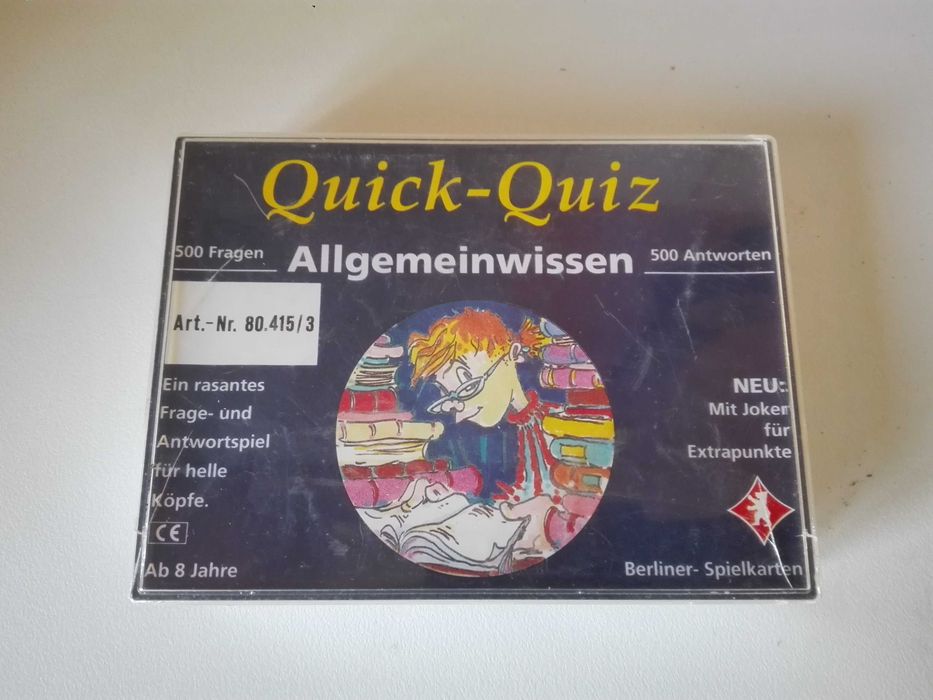 Quick-Quiz
500 Fragen
Allgemeinwissen
500 Antworten
Art.-Nr. 80.415/3
Ein rasantes
Frage- und
Antwortspiel
für helle
Köpfe.
CE
Ab 8 Jahre
NEU:
Mit Joker
für
Extrapunkte
Berliner- Spielkarten